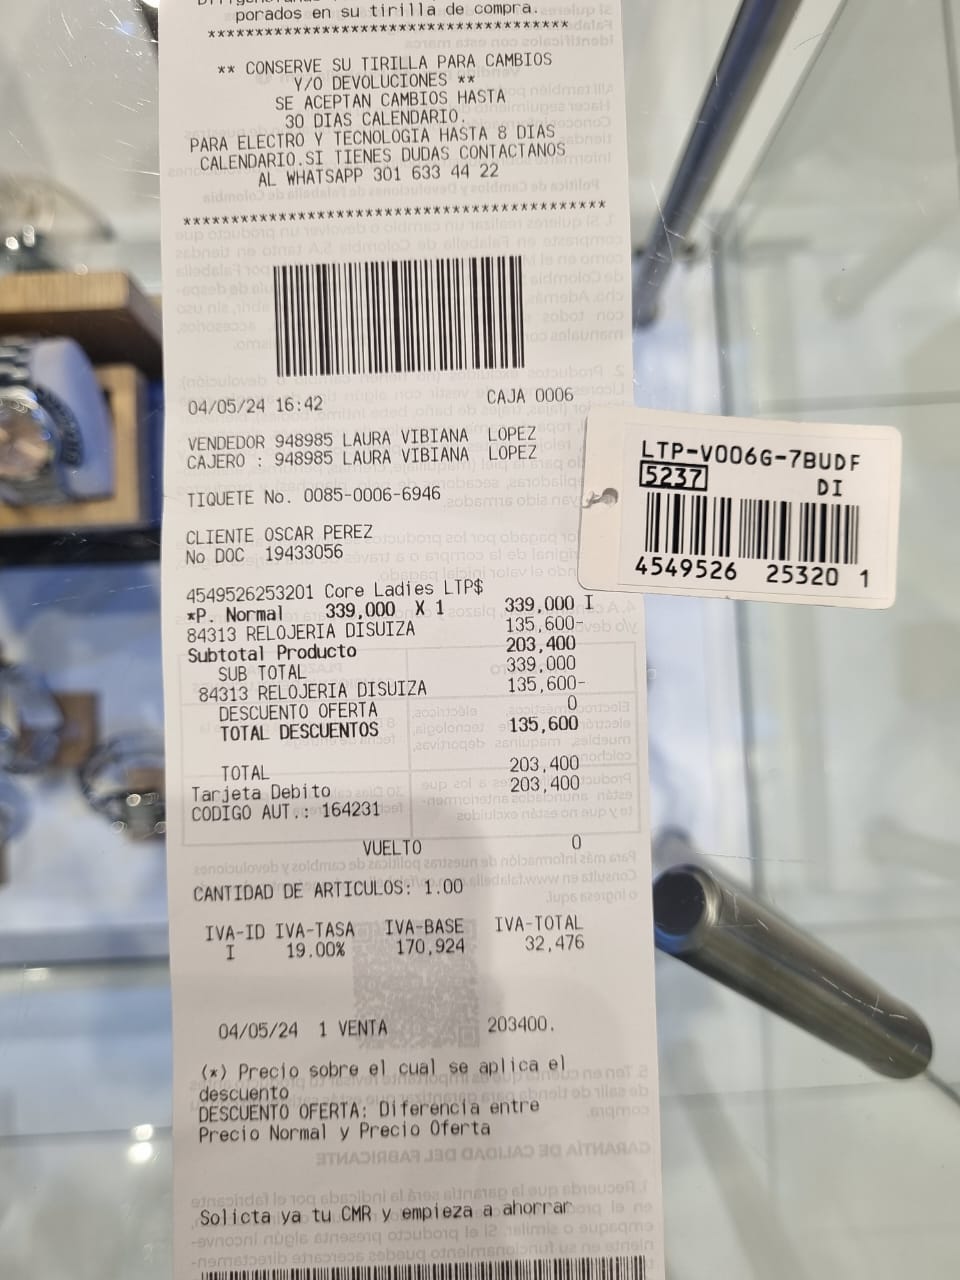 porados en su tirilla de compra.
****************************************
** CONSERVE SU TIRILLA PARA CAMBIOS
Y/O DEVOLUCIONES **
SE ACEPTAN CAMBIOS HASTA
30 DIAS CALENDARIO.
PARA ELECTRO Y TECNOLOGIA HASTA 8 DIAS
CALENDARIO.SI TIENES DUDAS CONTACTANOS
AL WHATSAPP 301 633 44 22
****************************************
04/05/24 16:42 CAJA 0006
VENDEDOR 948985 LAURA VIBIANA LOPEZ
CAJERO : 948985 LAURA VIBIANA LOPEZ
TIQUETE No. 0085-0006-6946
CLIENTE OSCAR PEREZ
No DOC 19433056
4549526253201 Core Ladies LTP$
*P. Normal 339,000 X 1 339,000 I
84313 RELOJERIA DISUIZA 135,600-
Subtotal Producto 203,400
SUB TOTAL 339,000
84313 RELOJERIA DISUIZA 135,600-
DESCUENTO OFERTA 0
TOTAL DESCUENTOS 135,600
TOTAL 203,400
Tarjeta Debito 203,400
CODIGO AUT.: 164231
VUELTO 0
CANTIDAD DE ARTICULOS: 1.00
IVA-ID IVA-TASA IVA-BASE IVA-TOTAL
I 19.00% 170,924 32,476
04/05/24 1 VENTA 203400.
(*) Precio sobre el cual se aplica el
descuento
DESCUENTO OFERTA: Diferencia entre
Precio Normal y Precio Oferta
Solicta ya tu CMR y empieza a ahorrar
LTP-V006G-7BUDF
5237 DI
4549526 25320 1